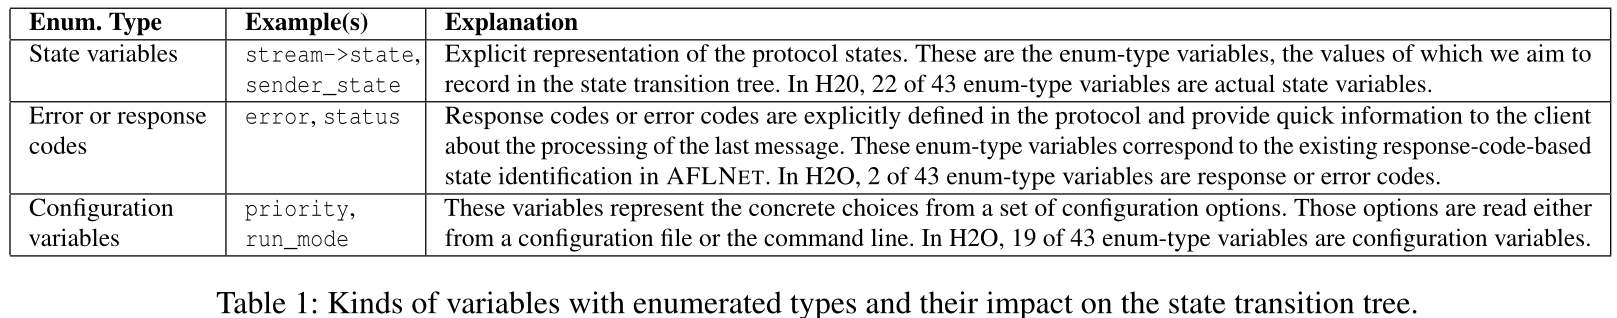 Enum. Type Example(s) Explanation
State variables stream->state, Explicit representation of the protocol states. These are the enum-type variables, the values of which we aim to
sender_state record in the state transition tree. In H20, 22 of 43 enum-type variables are actual state variables.
Error or response error, status Response codes or error codes are explicitly defined in the protocol and provide quick information to the client
codes about the processing of the last message. These enum-type variables correspond to the existing response-code-based
state identification in AFLNET. In H2O, 2 of 43 enum-type variables are response or error codes.
Configuration priority, These variables represent the concrete choices from a set of configuration options. Those options are read either
variables run_mode from a configuration file or the command line. In H2O, 19 of 43 enum-type variables are configuration variables.
Table 1: Kinds of variables with enumerated types and their impact on the state transition tree.